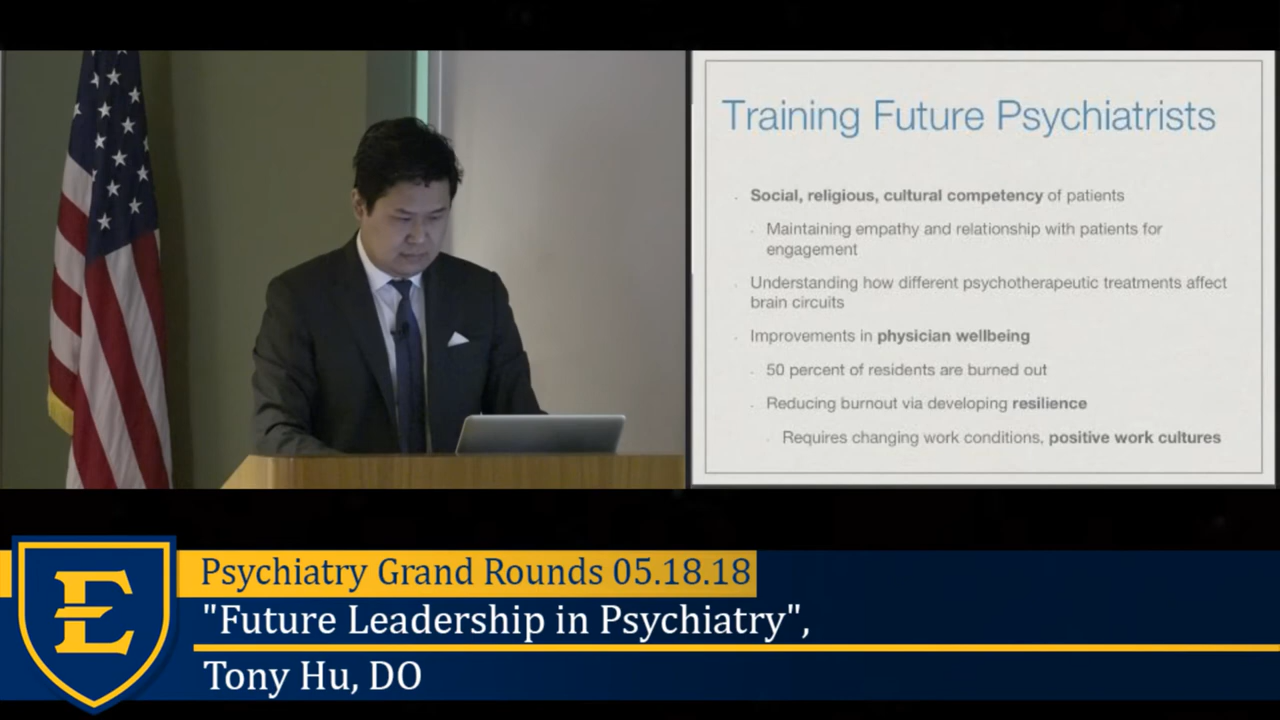 Training Future Psychiatrists
Social, religious, cultural competency of patients
Maintaining empathy and relationship with patients for
engagement
Understanding how different psychotherapeutic treatments affect
brain circuits
Improvements in physician wellbeing
50 percent of residents are burned out
Reducing burnout via developing resilience
Requires changing work conditions, positive work cultures
E
Psychiatry Grand Rounds 05.18.18
"Future Leadership in Psychiatry",
Tony Hu, DO